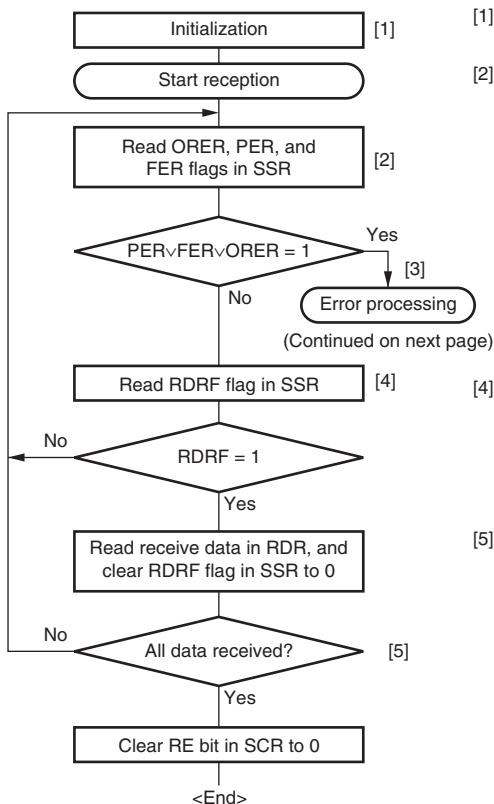 Initialization [1] [1]
Start reception [2]
Read ORER, PER, and
FER flags in SSR [2]
PER∨FER∨ORER = 1
Yes
[3]
No
Error processing
(Continued on next page)
Read RDRF flag in SSR [4] [4]
No
RDRF = 1
Yes
Read receive data in RDR, and
clear RDRF flag in SSR to 0
[5]
No
All data received? [5]
Yes
Clear RE bit in SCR to 0
<End>